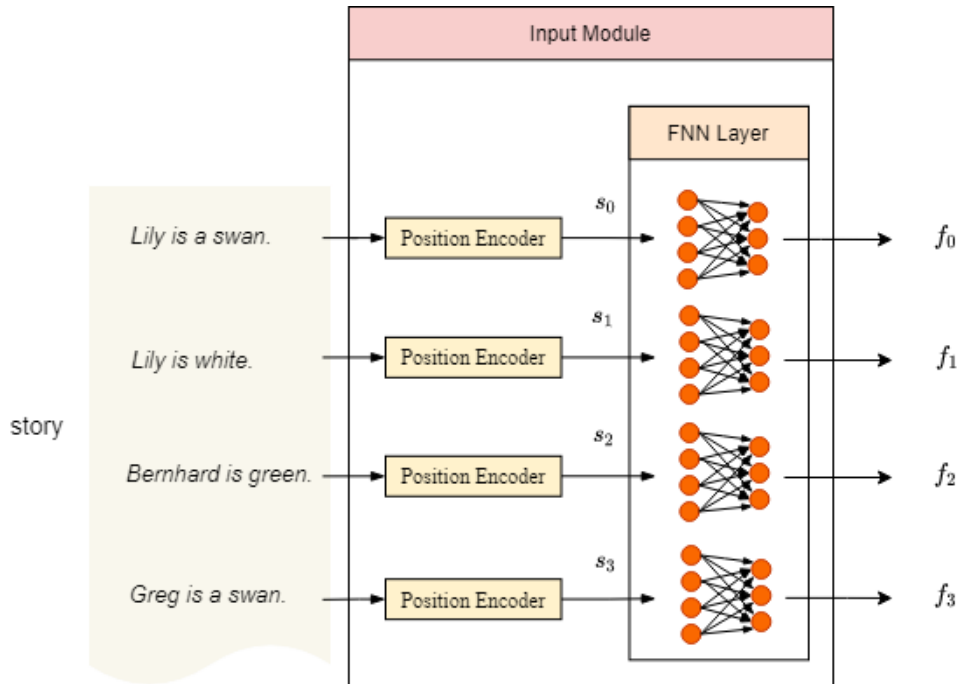 Input Module
FNN Layer
story
Lily is a swan.
Position Encoder
s0
f0
Lily is white.
Position Encoder
s1
f1
Bernhard is green.
Position Encoder
s2
f2
Greg is a swan.
Position Encoder
s3
f3